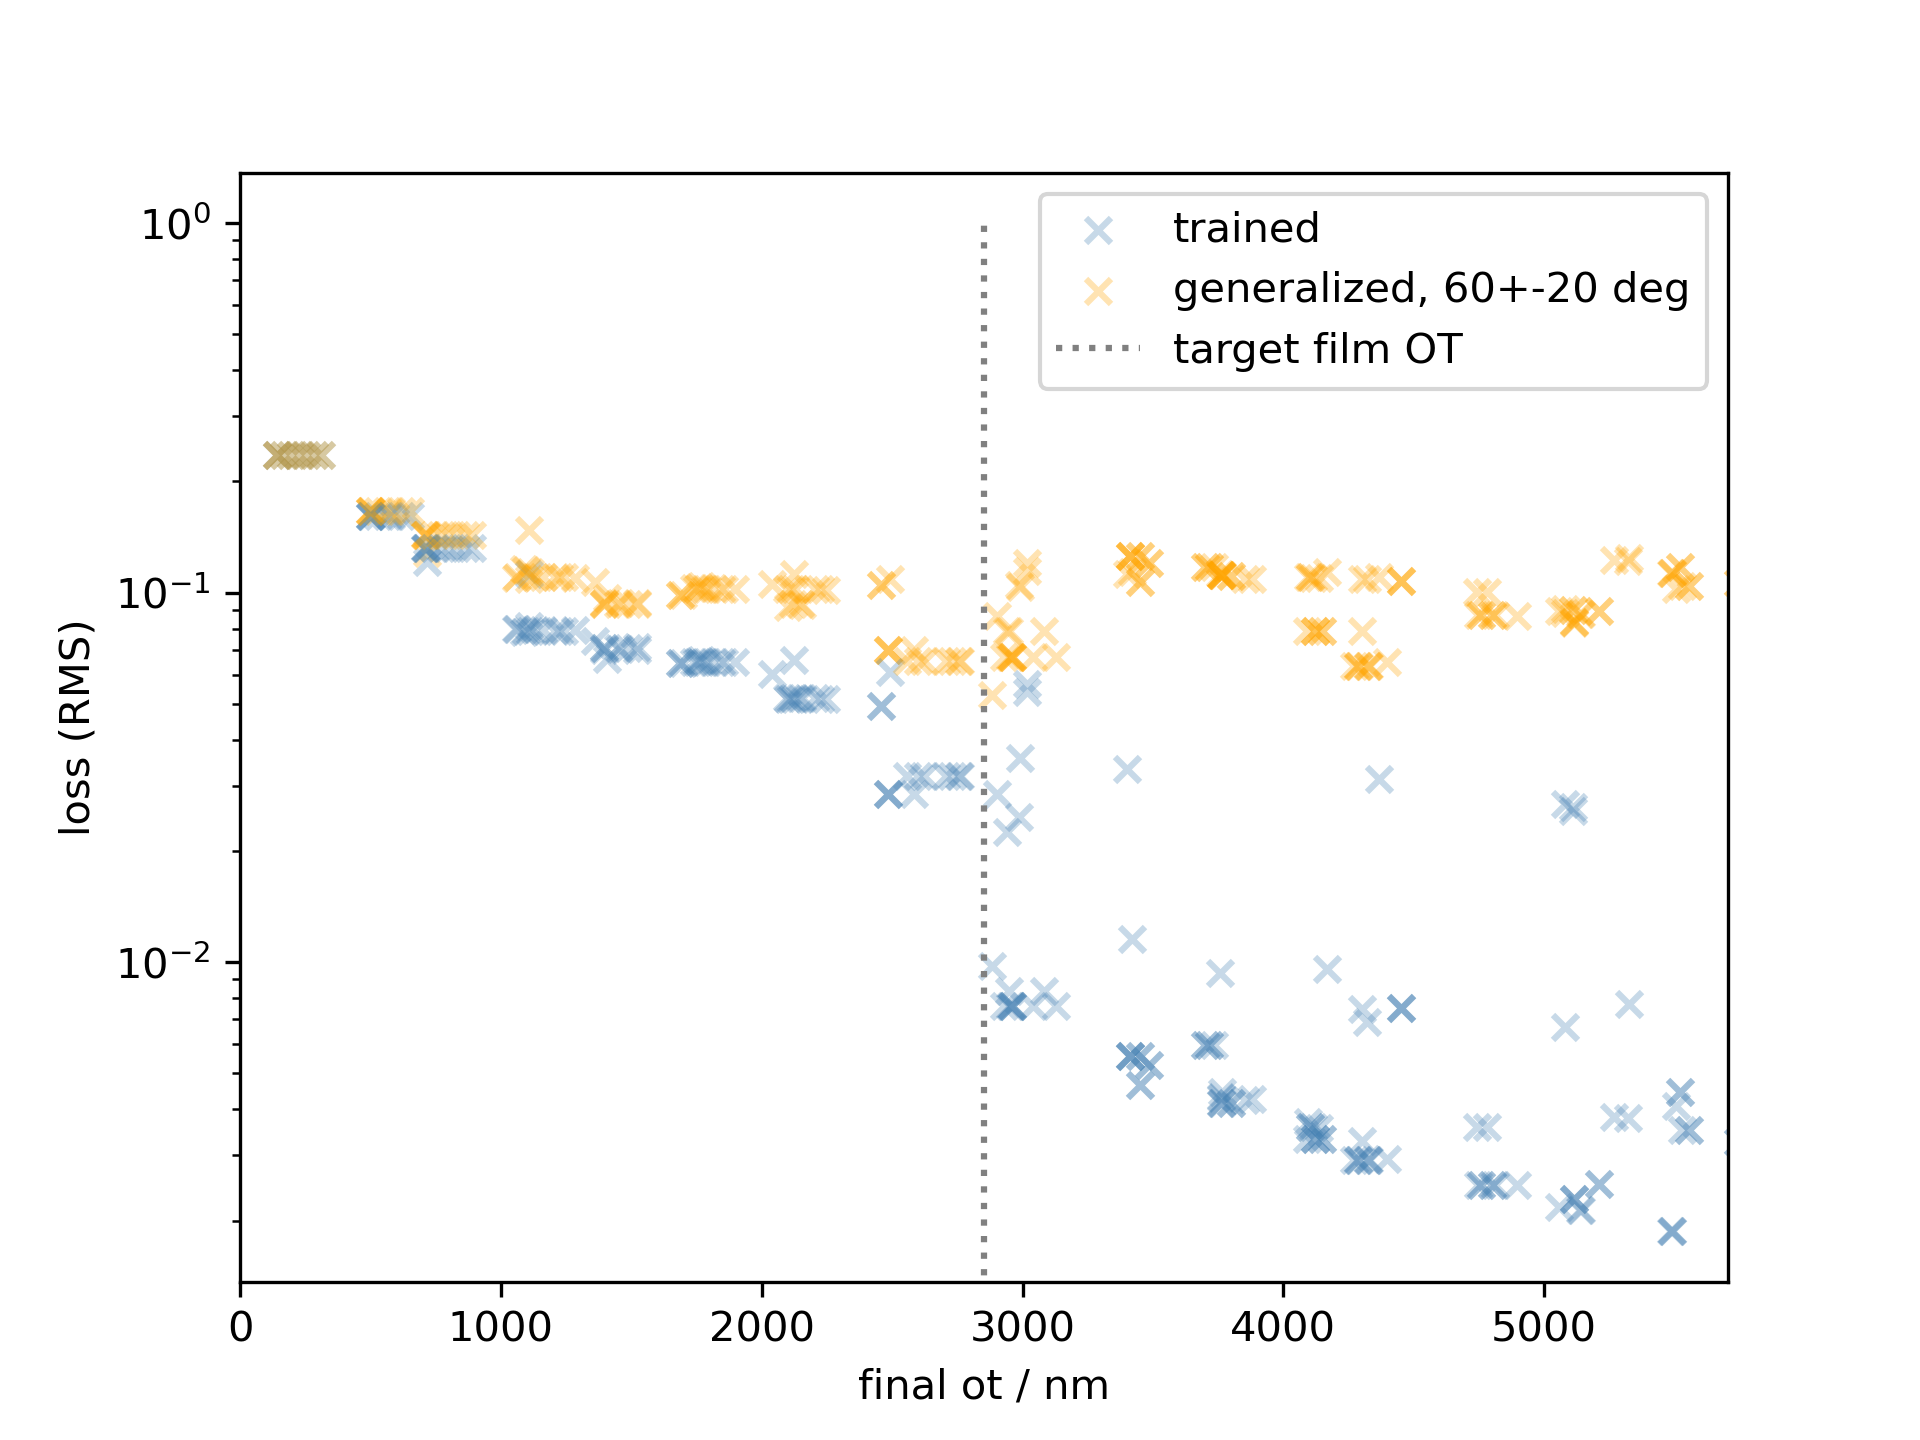 10⁰
10⁻¹
10⁻²
loss (RMS)
trained
generalized, 60+-20 deg
target film OT
0 1000 2000 3000 4000 5000
final ot / nm